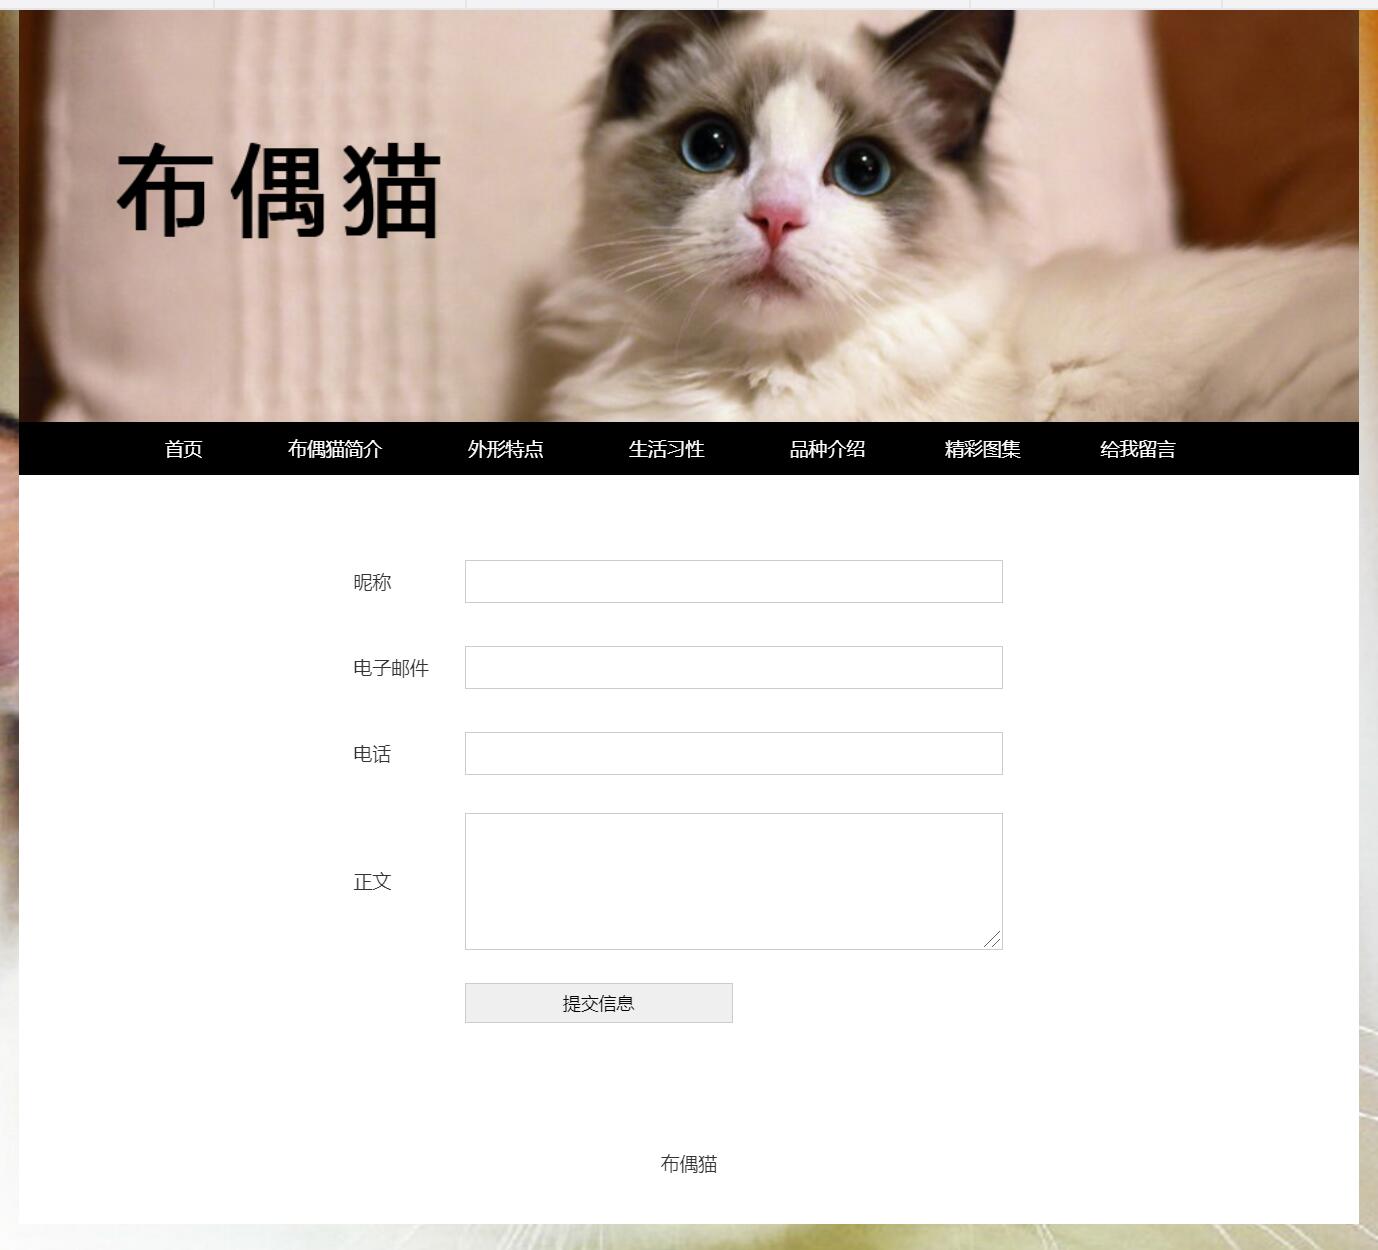 布偶猫
首页 布偶猫简介 外形特点 生活习性 品种介绍 精彩图集 给我留言
昵称
电子邮件
电话
正文
提交信息
布偶猫